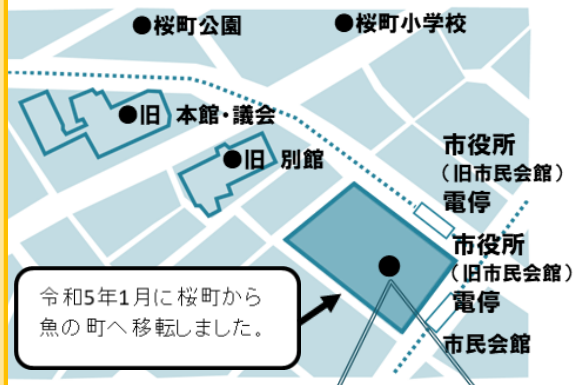 ●桜町公園
●桜町小学校
●旧 本館・議会
●旧 別館
市役所
(旧市民会館)
電停
市役所
(旧市民会館)
電停
市民会館
令和5年1月に桜町から
魚の町へ移転しました。